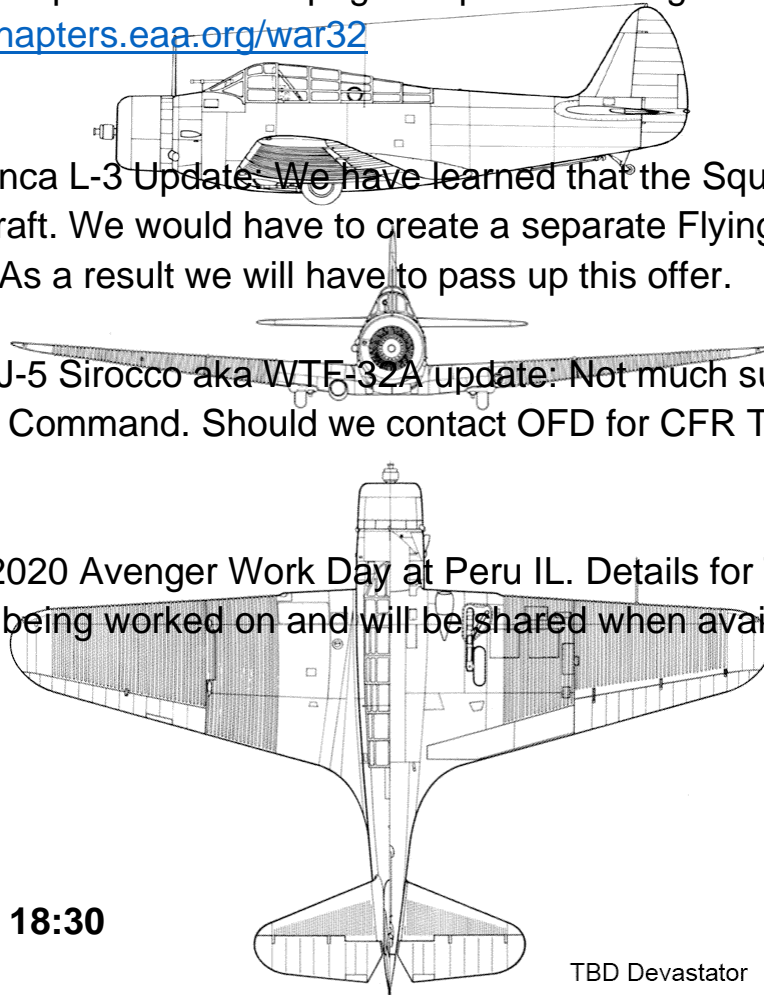 hapters.eaa.org/war32
nca L-3 Update: We have learned that the Squ
raft. We would have to create a separate Flying
As a result we will have to pass up this offer.
J-5 Sirocco aka WTF-32A update: Not much su
Command. Should we contact OFD for CFR T
2020 Avenger Work Day at Peru IL. Details for
being worked on and will be shared when avai
18:30
TBD Devastator